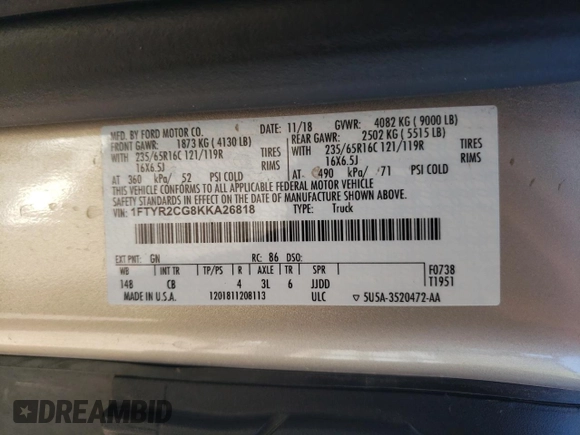 MFD. BY FORD MOTOR CO. DATE: 11/18 GVWR: 4082 KG ( 9000 LB)
FRONT GAWR: 1873 KG ( 4130 LB) REAR GAWR: 2502 KG ( 5515 LB)
WITH 235/65R16C 121/119R TIRES WITH 235/65R16C 121/119R TIRES
16X6.5J RIMS 16X6.5J RIMS
AT 360 kPa/ 52 PSI COLD AT 490 kPa/ 71 PSI COLD
THIS VEHICLE CONFORMS TO ALL APPLICABLE FEDERAL MOTOR VEHICLE
SAFETY STANDARDS IN EFFECT ON THE DATE OF MANUFACTURE SHOWN ABOVE.
VIN: 1FTYR2CG8KKA26818 TYPE: Truck
EXT PNT: GN RC: 86 DSO:
WB INT TR TP/PS R AXLE TR SPR F0738
148 CB 4 3L 6 JJDD T1951
MADE IN U.S.A. 1201811208113 ULC ▽ 5U5A-3520472-AA
DREAMBID